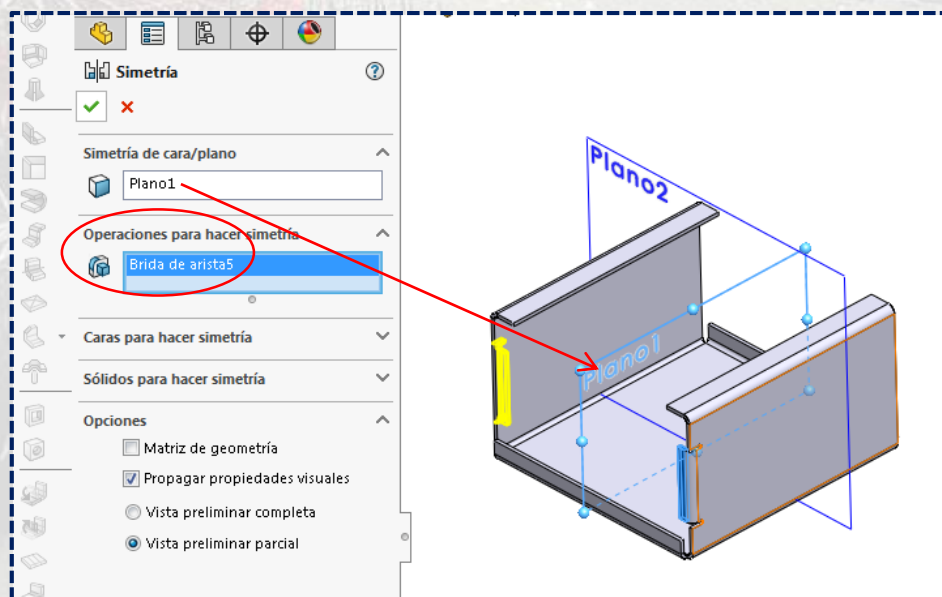 Simetría
Simetría de cara/plano
Plano1
Operaciones para hacer simetría
Brida de arista5
Caras para hacer simetría
Sólidos para hacer simetría
Opciones
Matriz de geometría
Propagar propiedades visuales
Vista preliminar completa
Vista preliminar parcial
Plano2
Plano1